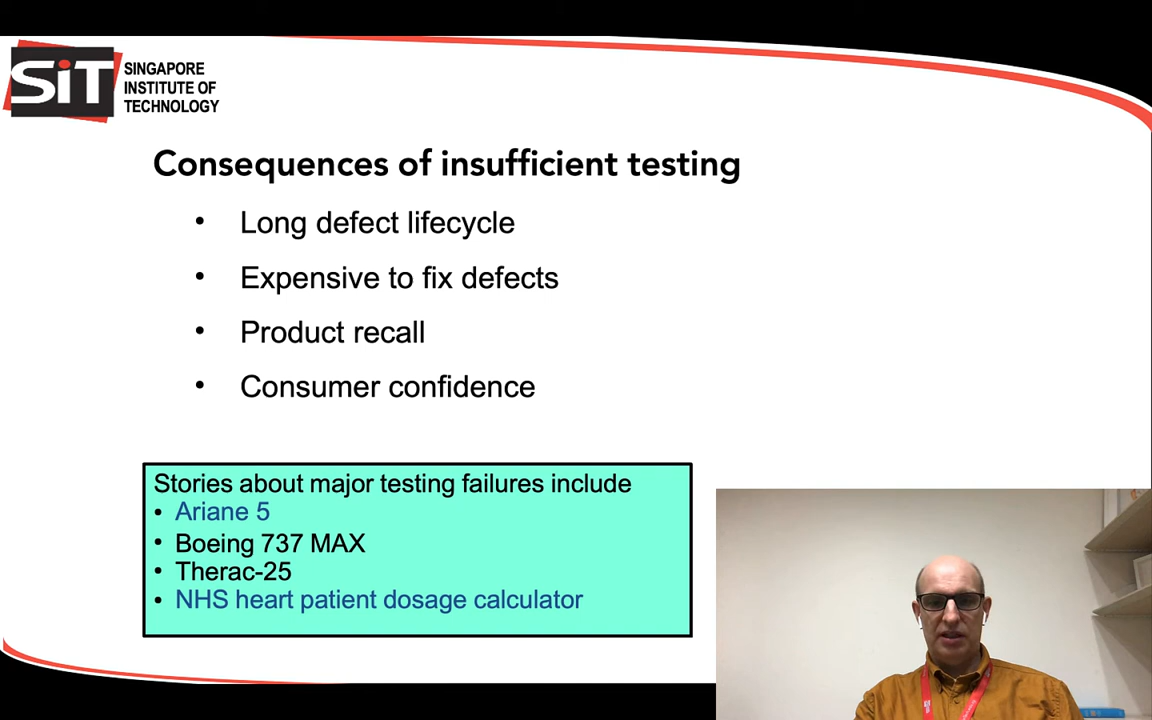 SiT
SINGAPORE
INSTITUTE OF
TECHNOLOGY
Consequences of insufficient testing
• Long defect lifecycle
• Expensive to fix defects
• Product recall
• Consumer confidence
Stories about major testing failures include
• Ariane 5
• Boeing 737 MAX
• Therac-25
• NHS heart patient dosage calculator